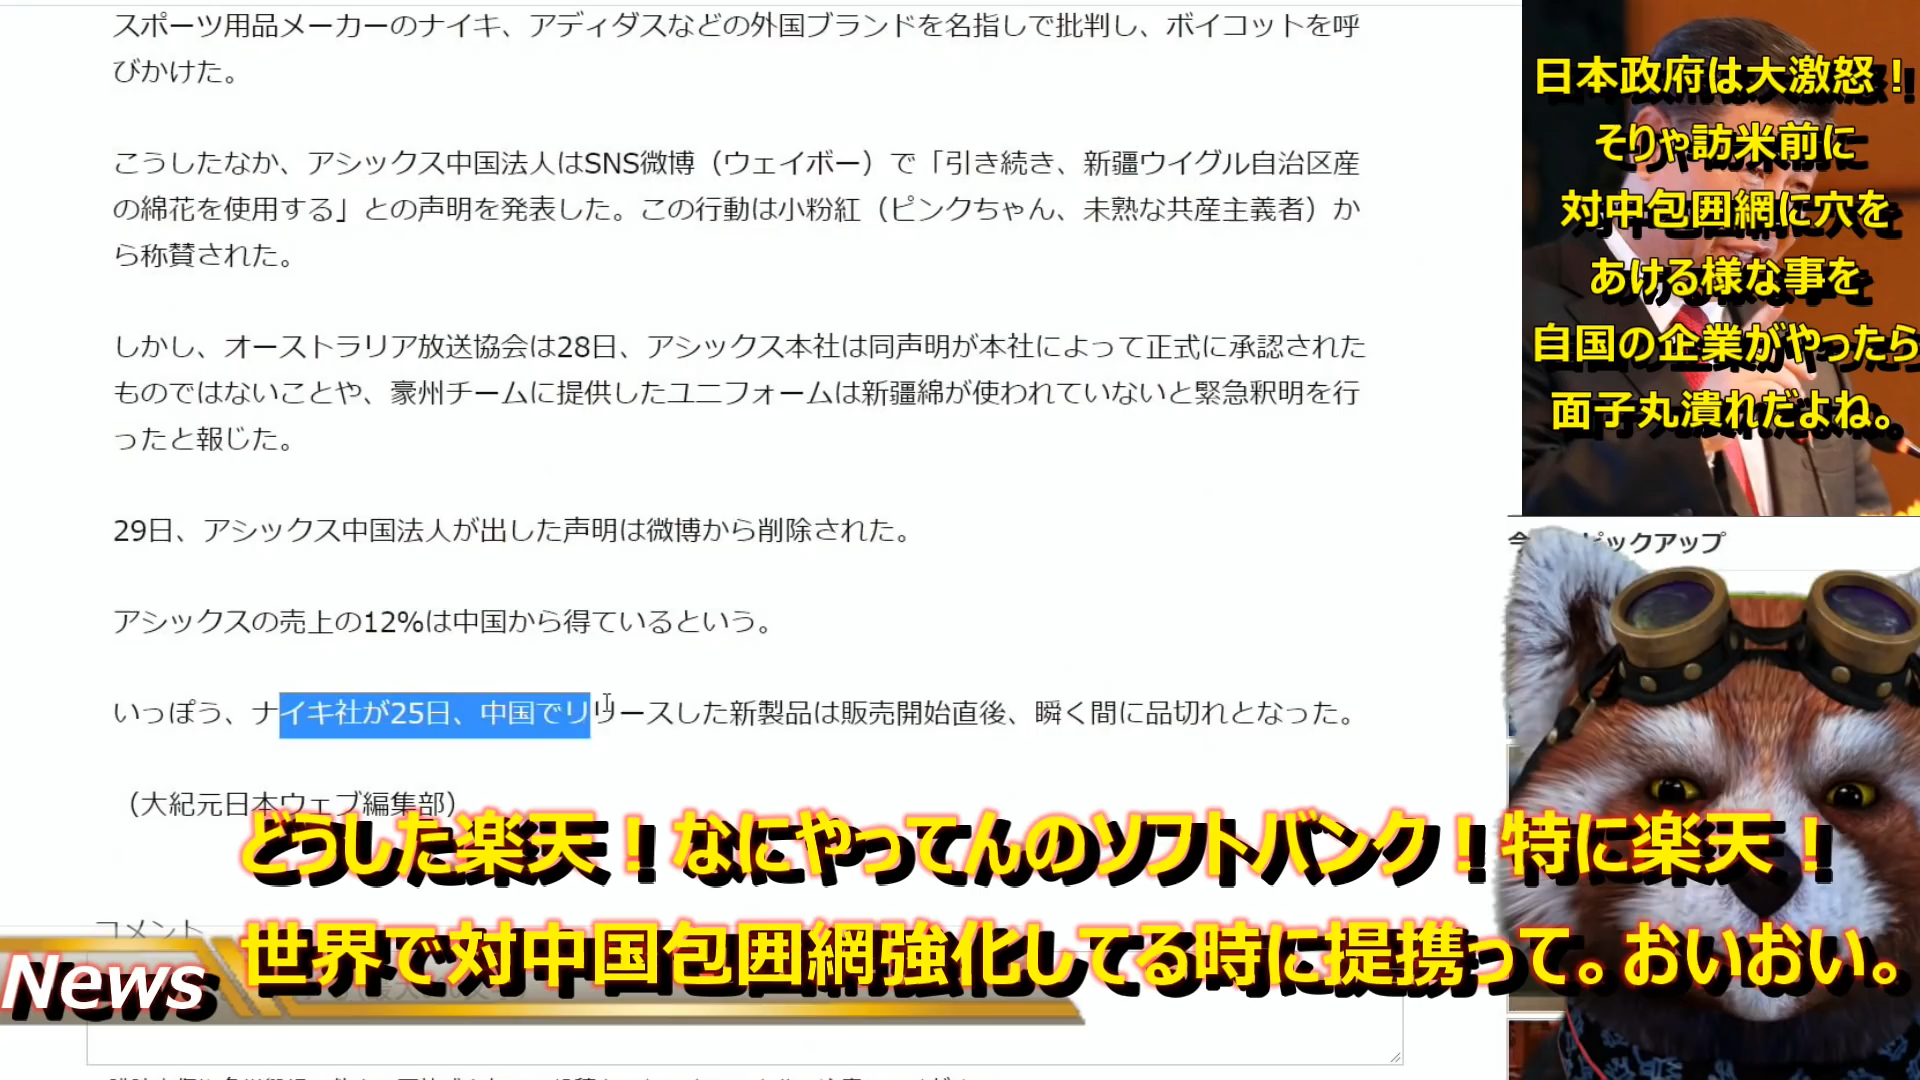 スポーツ用品メーカーのナイキ、アディダスなどの外国ブランドを名指しで批判し、ボイコットを呼
びかけた。
こうしたなか、アシックス中国法人はSNS微博（ウェイボー）で「引き続き、新疆ウイグル自治区産
の綿花を使用する」との声明を発表した。この行動は小粉紅（ピンクちゃん、未熟な共産主義者）か
ら称賛された。
しかし、オーストラリア放送協会は28日、アシックス本社は同声明が本社によって正式に承認された
ものではないことや、豪州チームに提供したユニフォームは新疆綿が使われていないと緊急釈明を行
ったと報じた。
29日、アシックス中国法人が出した声明は微博から削除された。
アシックスの売上の12%は中国から得ているという。
いっぽう、ナイキ社が25日、中国でリリースした新製品は販売開始直後、瞬く間に品切れとなった。
（大紀元日本ウェブ編集部）
コメント
日本政府は大激怒！
そりゃ訪米前に
対中包囲網に穴を
あける様な事を
自国の企業がやったら
面子丸潰れだよね。
ピックアップ
どうした楽天！なにやってんのソフトバンク！特に楽天！
世界で対中国包囲網強化してる時に提携って。おいおい。
News